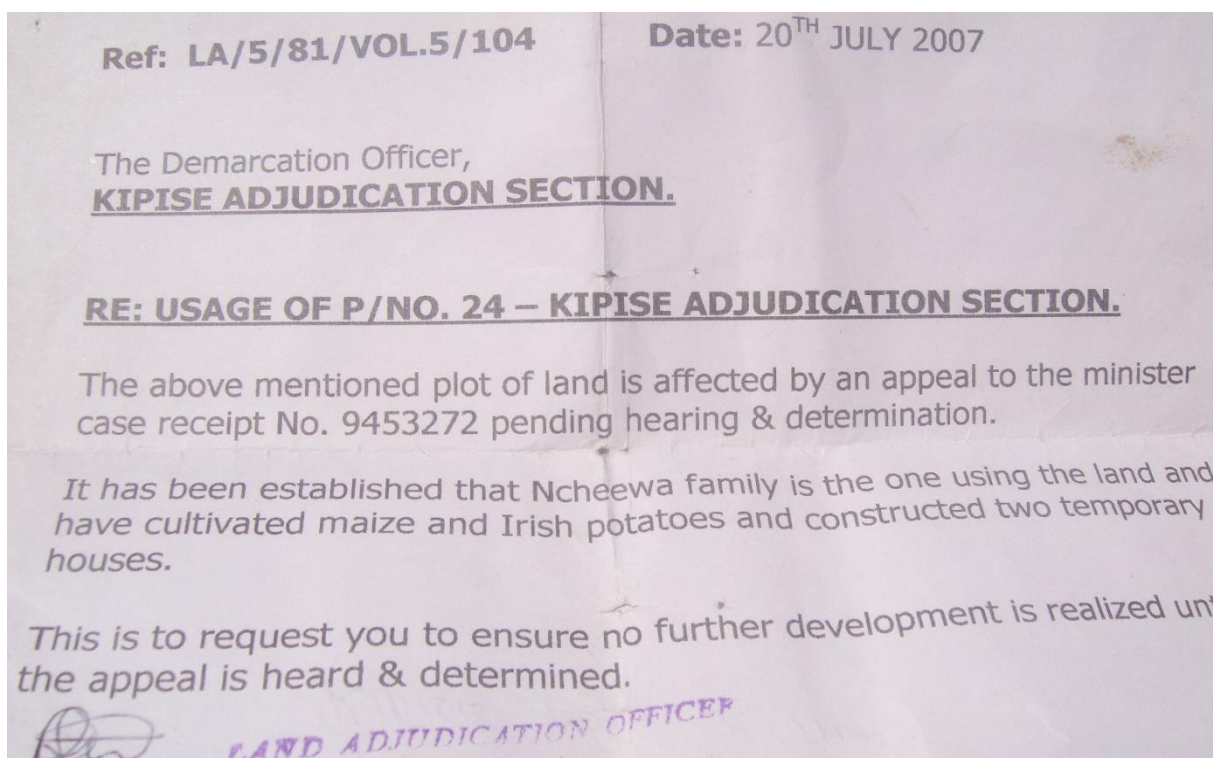 Ref: LA/5/81/VOL.5/104 Date: 20TH JULY 2007
The Demarcation Officer,
KIPISE ADJUDICATION SECTION.
RE: USAGE OF P/NO. 24 – KIPISE ADJUDICATION SECTION.
The above mentioned plot of land is affected by an appeal to the minister
case receipt No. 9453272 pending hearing & determination.
It has been established that Ncheewa family is the one using the land and
have cultivated maize and Irish potatoes and constructed two temporary
houses.
This is to request you to ensure no further development is realized
the appeal is heard & determined.
LAND ADJUDICATION OFFICER